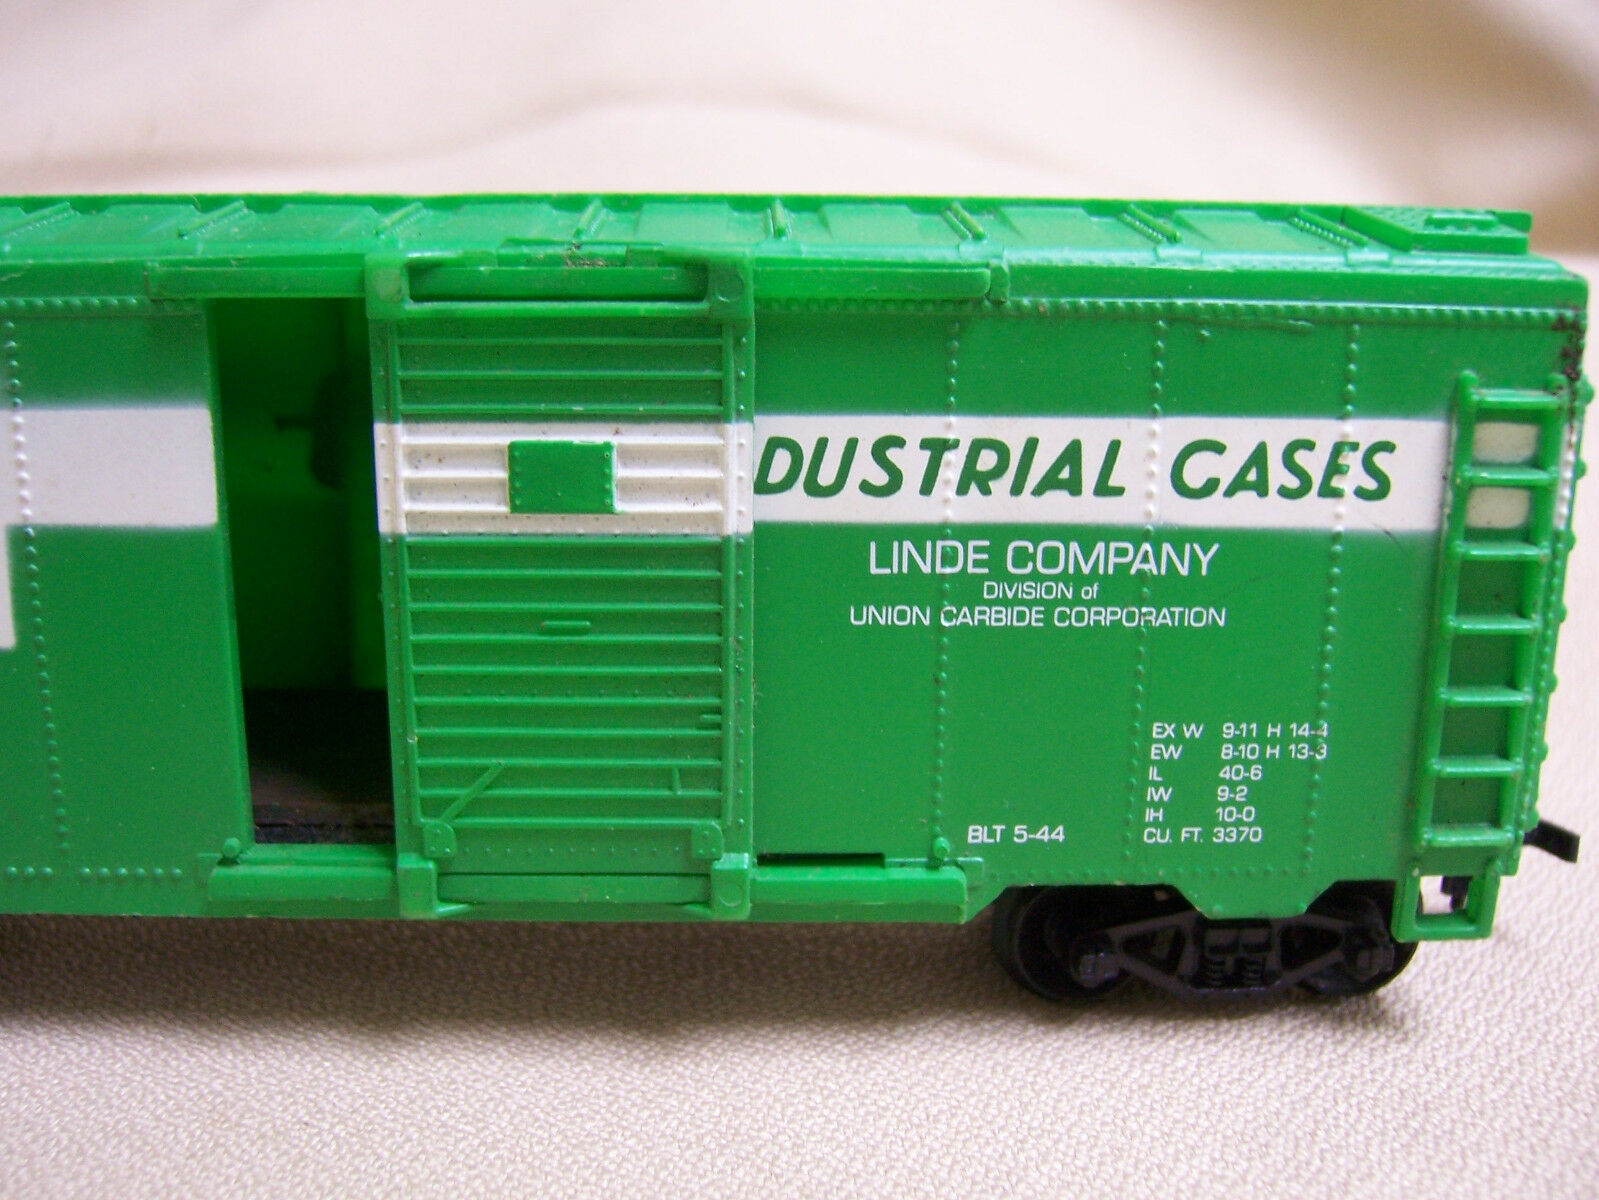 DUSTRIAL GASES
LINDE COMPANY
DIVISION of
UNION CARBIDE CORPORATION
EX W 9-11 H 14-4
EW 8-10 H 13-3
IL 40-6
IW 9-2
IH 10-0
BLT 5-44 CU. FT. 3370